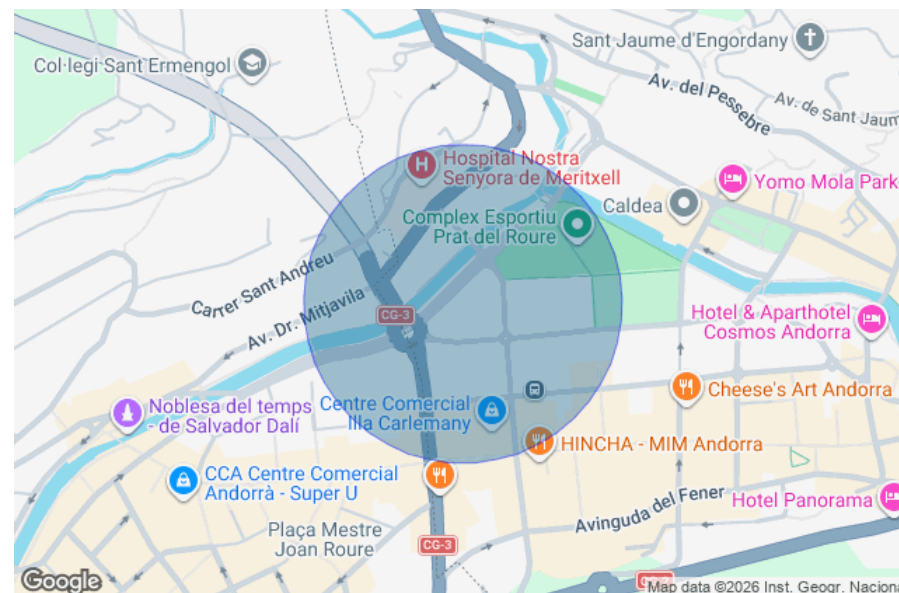 Sant Jaume d'Engordany
Col·legi Sant Ermengol
Av. del Pessebre
Av. de Sant Jaum
Hospital Nostra
Senyora de Meritxell
Yomo Mola Park
Caldea
Complex Esportiu
Prat del Roure
Carrer Sant Andreu
Av. Dr. Mitjavila
CG-3
Hotel & Aparthotel
Cosmos Andorra
Cheese's Art Andorra
Noblesa del temps
- de Salvador Dalí
Centre Comercial
Illa Carlemany
HINCHA - MIM Andorra
CCA Centre Comercial
Andorrà - Super U
Hotel Panorama
Avinguda del Fener
Plaça Mestre
Joan Roure
CG-3
Google
Map data ©2026 Inst. Geogr. Naciona